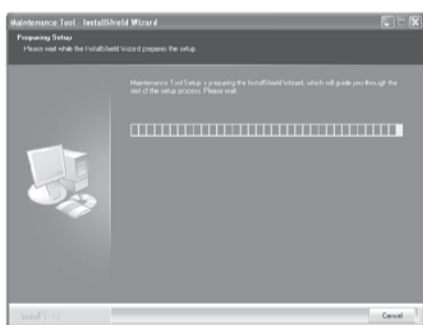 Maintenance Tool - InstallShield Wizard
Preparing Setup
Please wait while the InstallShield Wizard prepares the setup.
Maintenance Tool Setup is preparing the InstallShield Wizard, which will guide you through the
rest of the setup process. Please wait.
InstallShield
Cancel